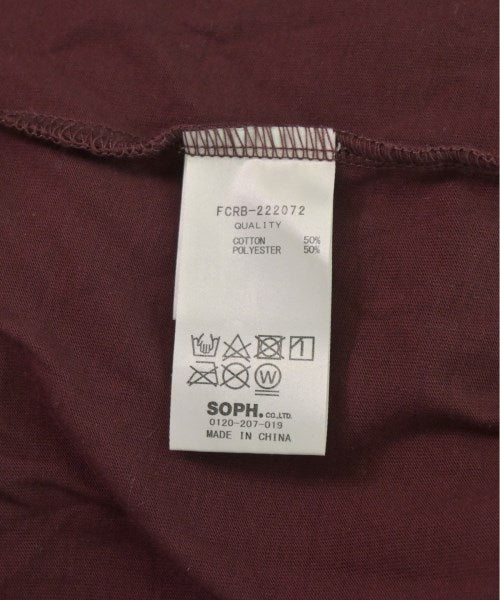 FCRB-222072
QUALITY
COTTON 50%
POLYESTER 50%
W
SOPH.CO.,LTD.
0120-207-019
MADE IN CHINA